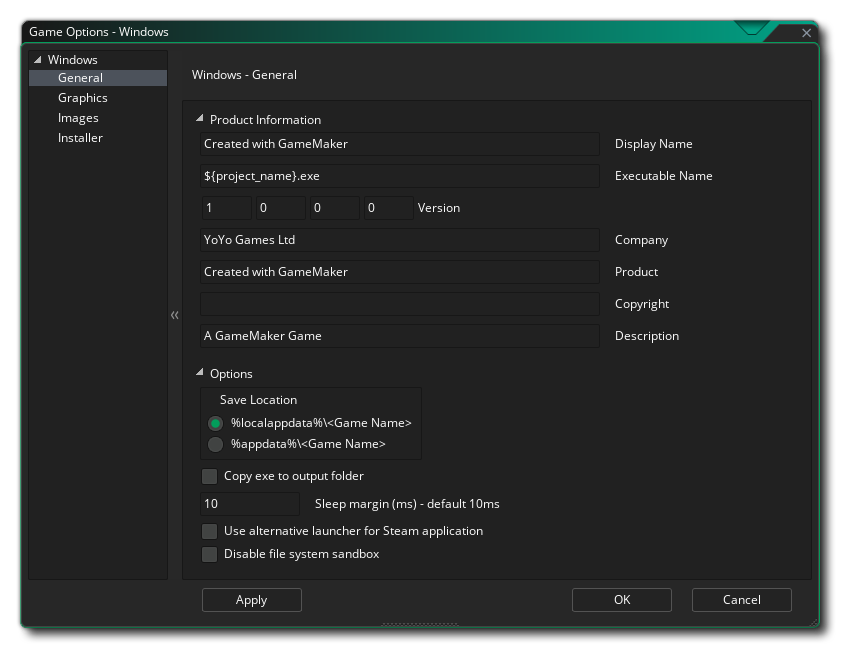 Game Options - Windows
Windows
General
Graphics
Images
Installer
Windows - General
Product Information
Created with GameMaker Display Name
${project_name}.exe Executable Name
1 0 0 0 Version
YoYo Games Ltd Company
Created with GameMaker Product
Copyright
A GameMaker Game Description
Options
Save Location
%localappdata%\<Game Name>
%appdata%\<Game Name>
Copy exe to output folder
10 Sleep margin (ms) - default 10ms
Use alternative launcher for Steam application
Disable file system sandbox
Apply OK Cancel